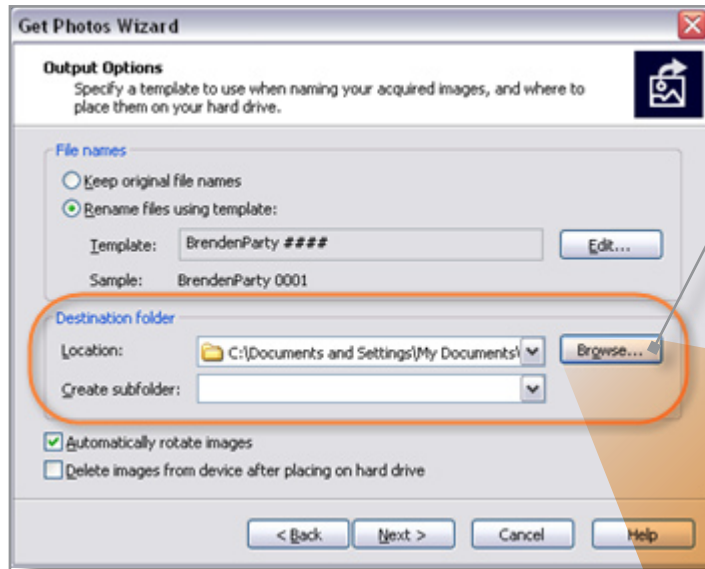 Get Photos Wizard
Output Options
Specify a template to use when naming your acquired images, and where to
place them on your hard drive.
File names
Keep original file names
Rename files using template:
Template: BrendenParty #### Edit...
Sample: BrendenParty 0001
Destination folder
Location: C:\Documents and Settings\My Documents\ Browse...
Create subfolder:
Automatically rotate images
Delete images from device after placing on hard drive
< Back Next > Cancel Help